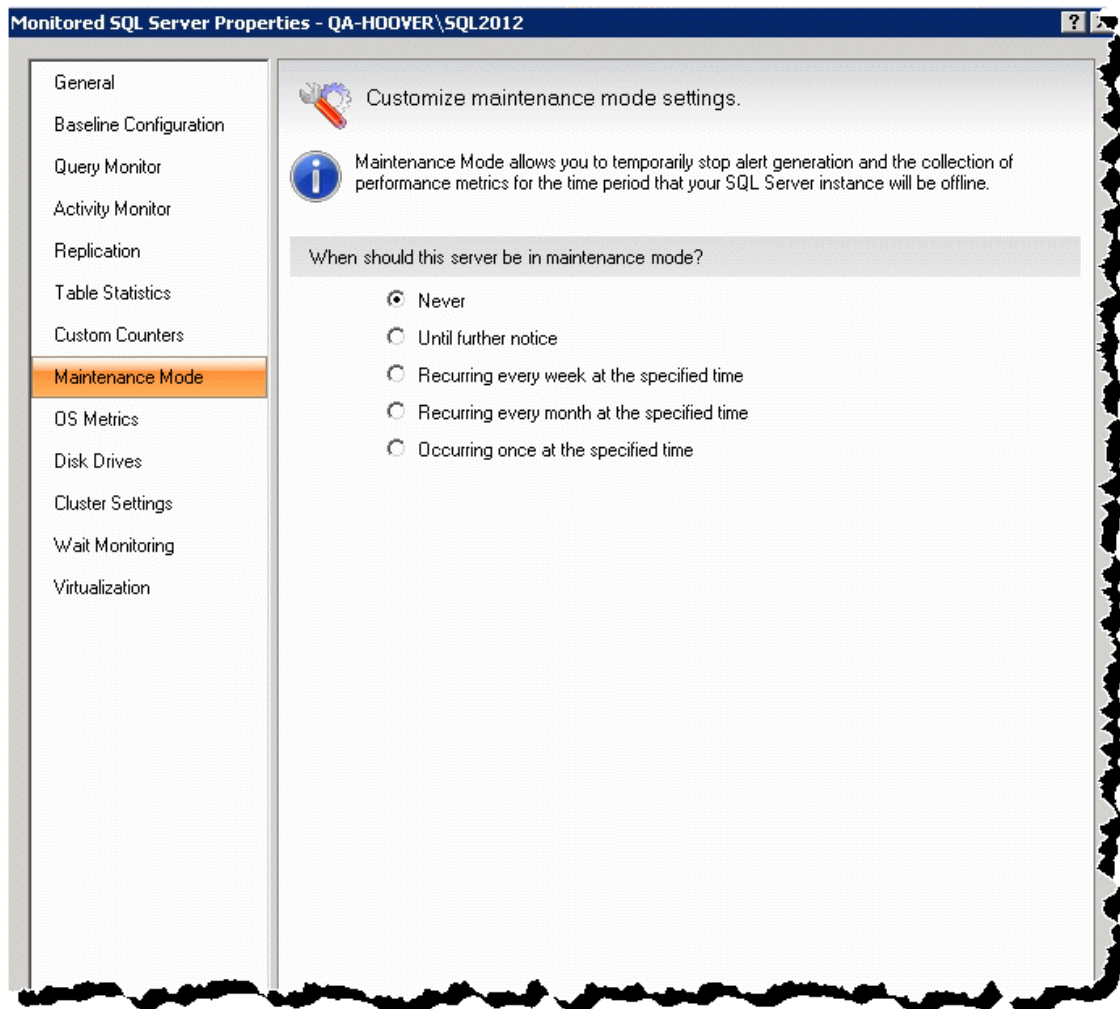 Monitored SQL Server Properties - QA-HOOVER\SQL2012
General
Baseline Configuration
Query Monitor
Activity Monitor
Replication
Table Statistics
Custom Counters
Maintenance Mode
OS Metrics
Disk Drives
Cluster Settings
Wait Monitoring
Virtualization
Customize maintenance mode settings.
Maintenance Mode allows you to temporarily stop alert generation and the collection of
performance metrics for the time period that your SQL Server instance will be offline.
When should this server be in maintenance mode?
Never
Until further notice
Recurring every week at the specified time
Recurring every month at the specified time
Occurring once at the specified time